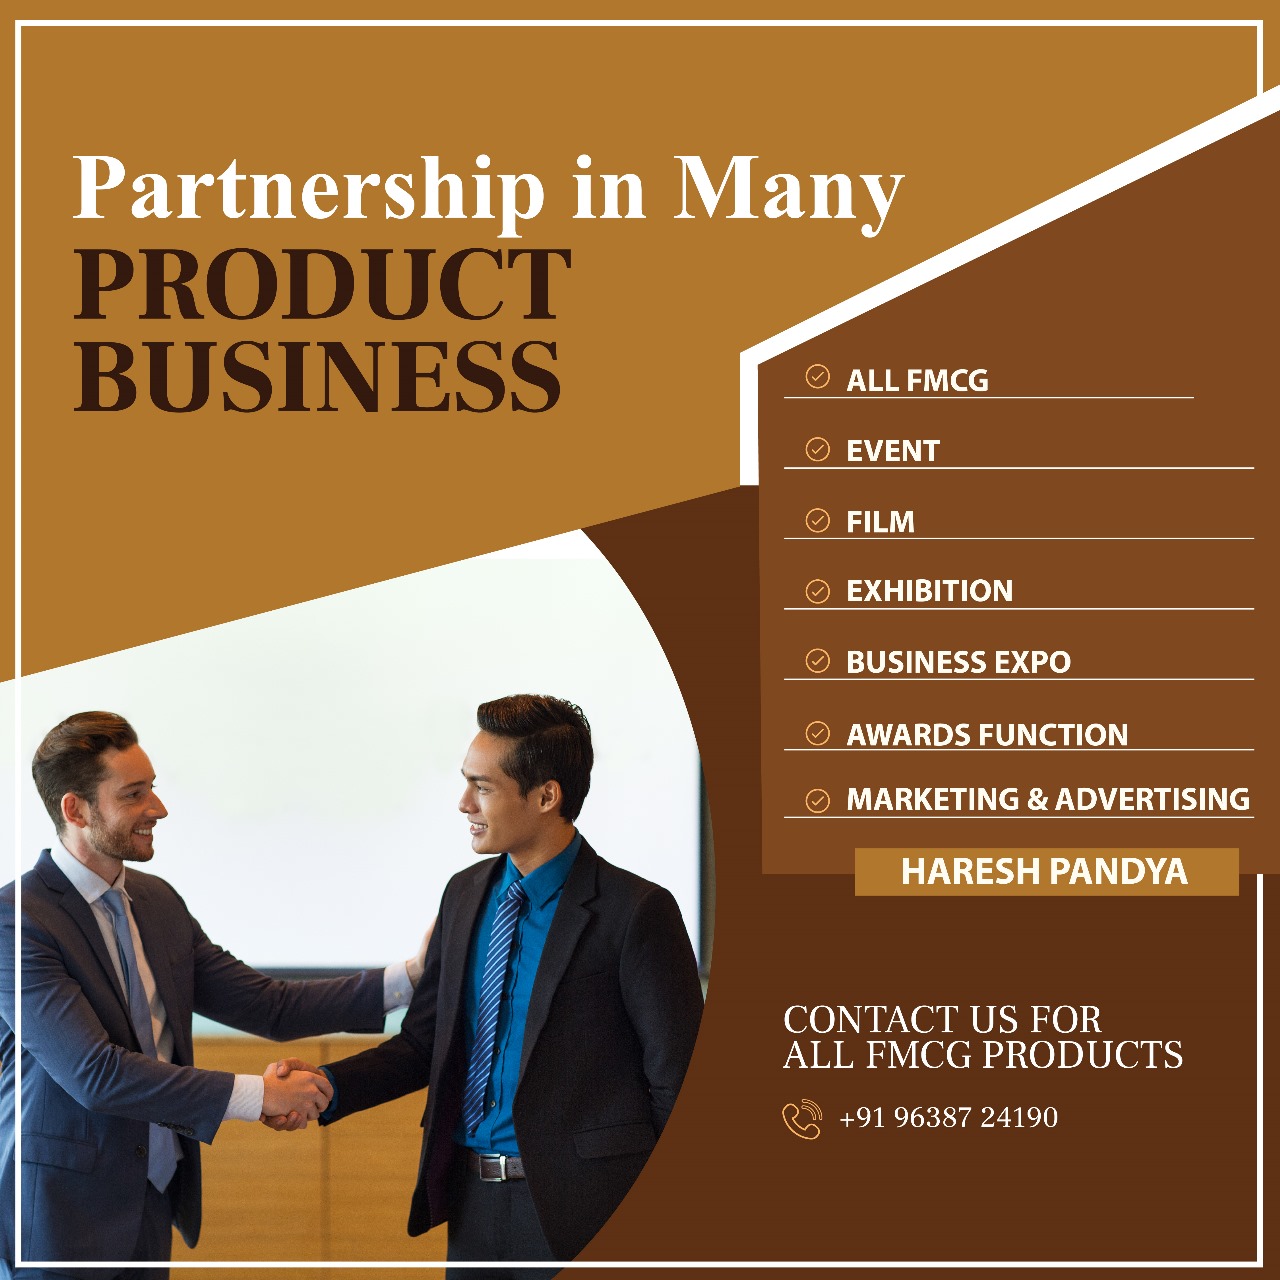 Partnership in Many
PRODUCT
BUSINESS
ALL FMCG
EVENT
FILM
EXHIBITION
BUSINESS EXPO
AWARDS FUNCTION
MARKETING & ADVERTISING
HARESH PANDYA
CONTACT US FOR
ALL FMCG PRODUCTS
+91 96387 24190